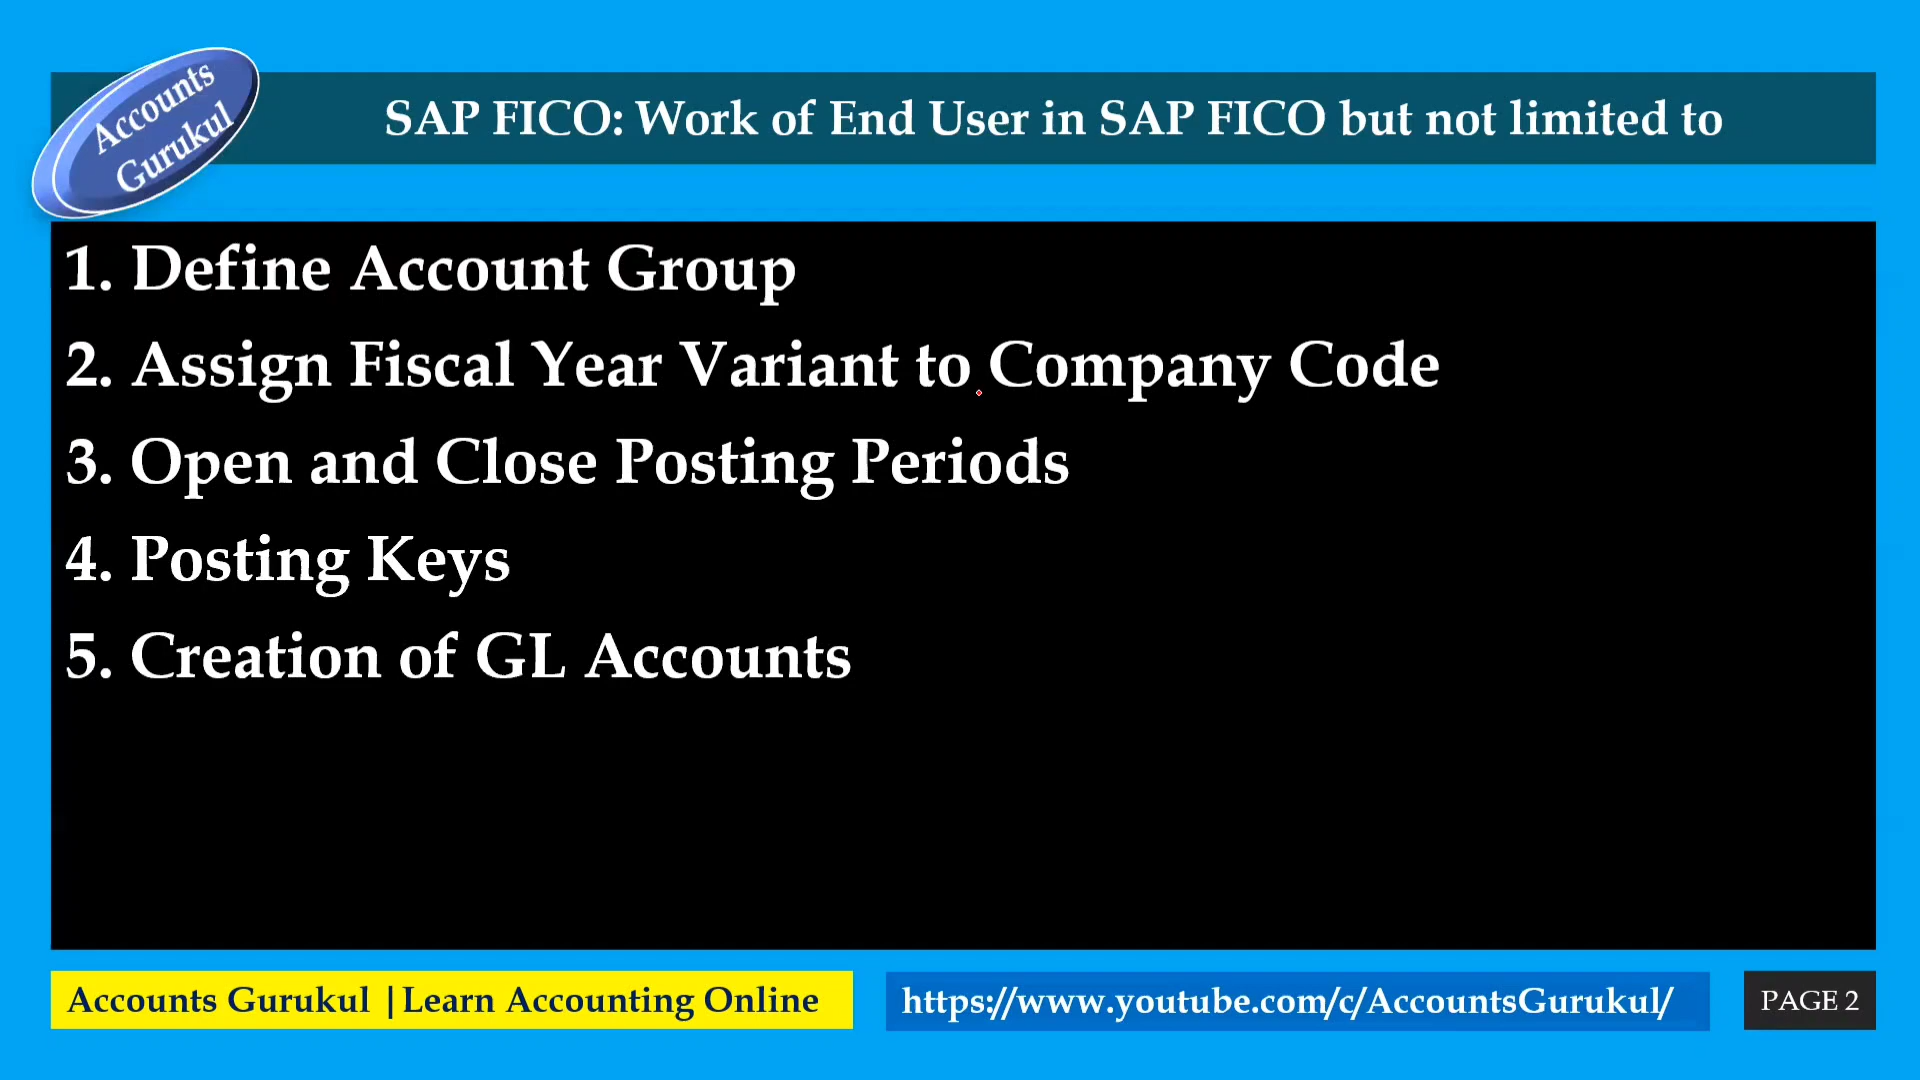 Accounts
Gurukul
SAP FICO: Work of End User in SAP FICO but not limited to
1. Define Account Group
2. Assign Fiscal Year Variant to Company Code
3. Open and Close Posting Periods
4. Posting Keys
5. Creation of GL Accounts
Accounts Gurukul |Learn Accounting Online
https://www.youtube.com/c/AccountsGurukul/
PAGE 2